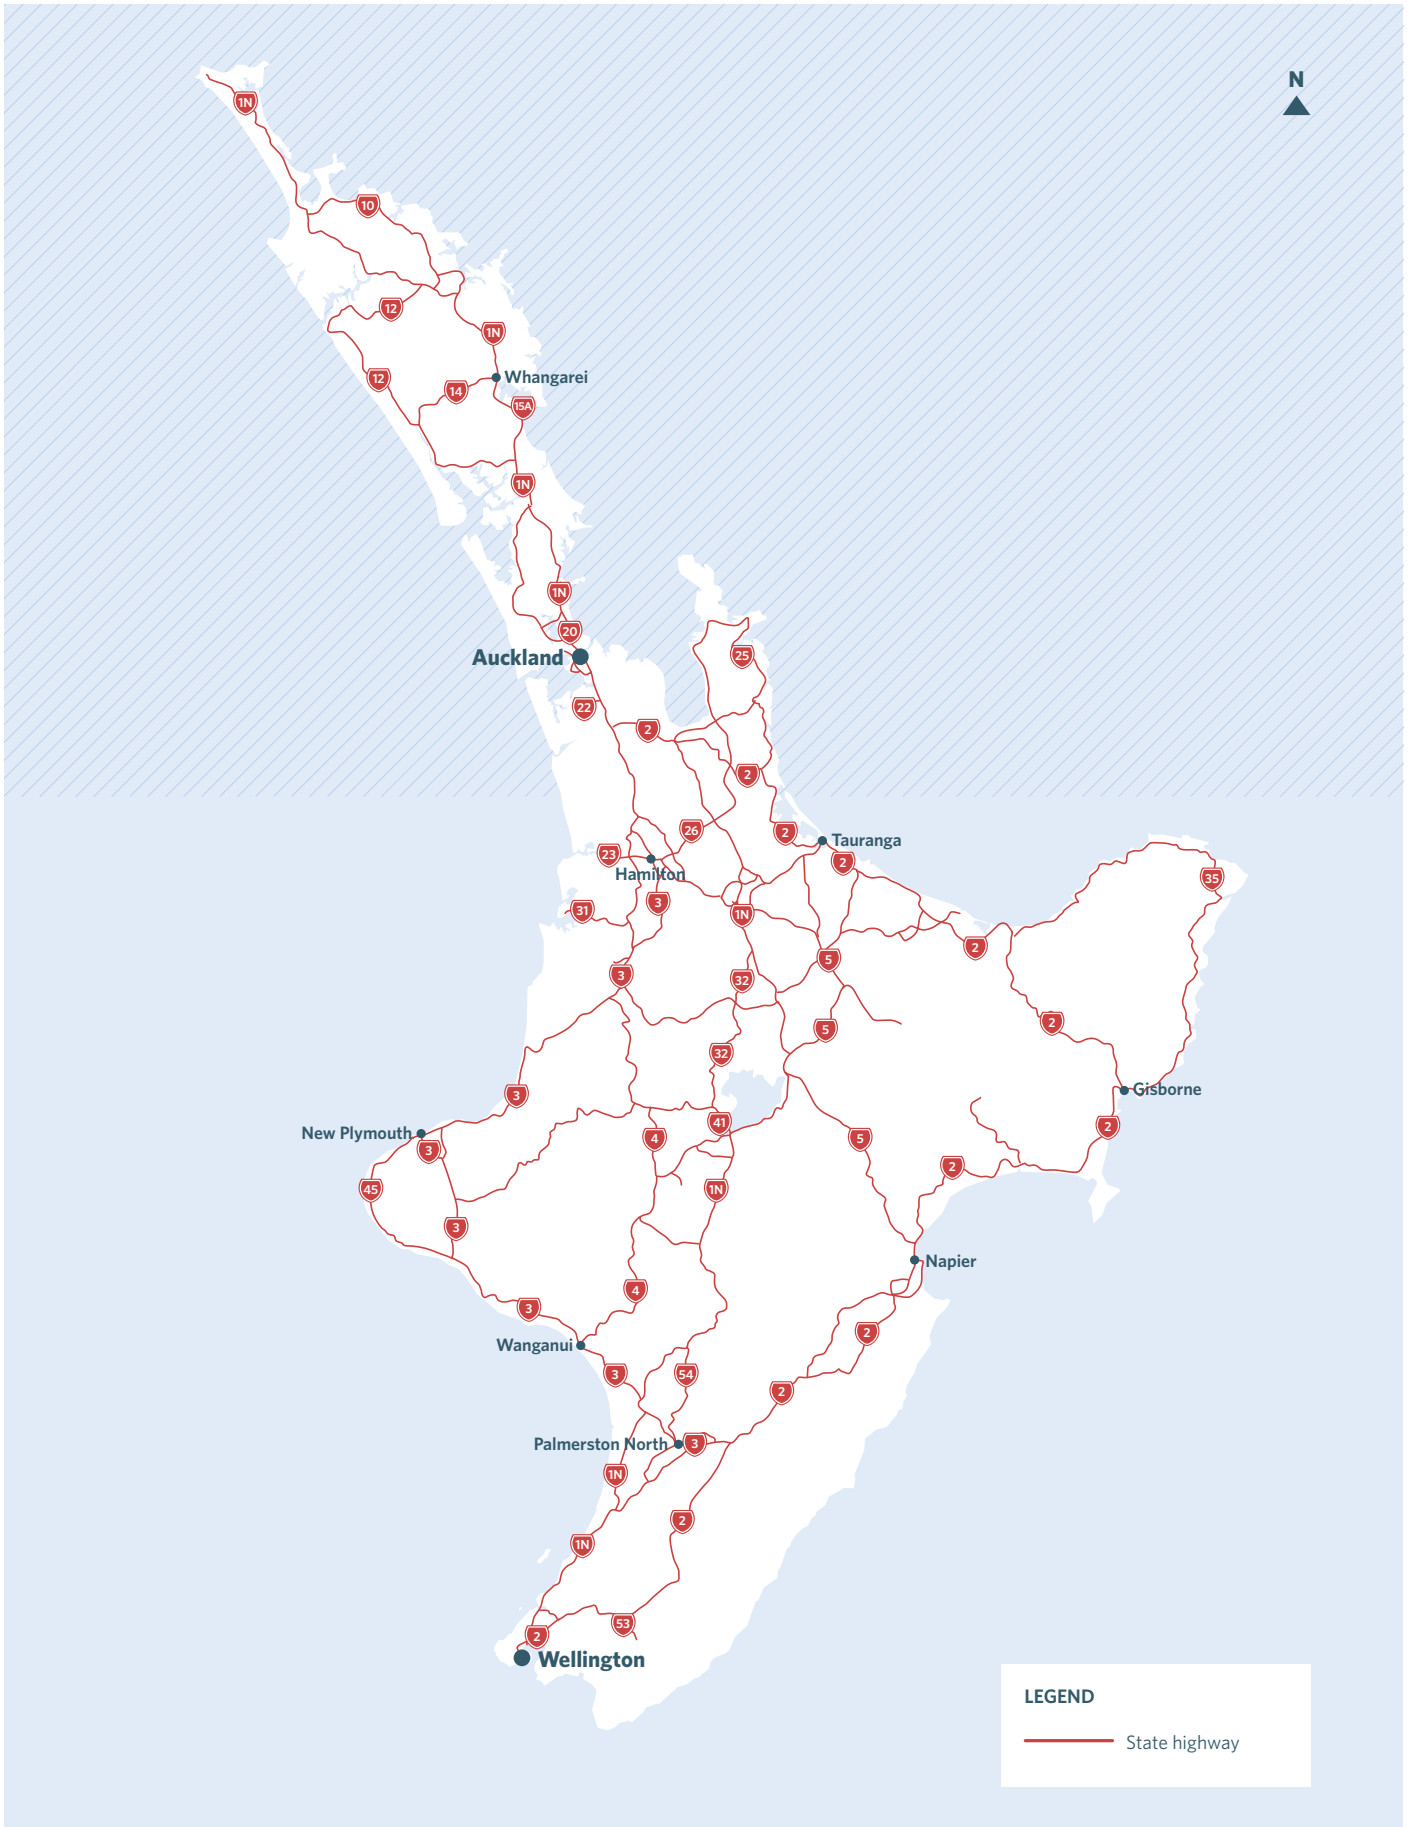 N
1N
10
12
1N
12
Whangarei
14
15A
1N
1N
20
25
Auckland
22
2
2
26
2
Tauranga
23
2
Hamilton
35
3
31
1N
2
5
3
32
2
5
32
Gisborne
3
41
2
New Plymouth
4
5
3
2
45
1N
3
Napier
4
3
2
Wanganui
3
54
2
Palmerston North
3
1N
2
1N
53
2
Wellington
LEGEND
State highway